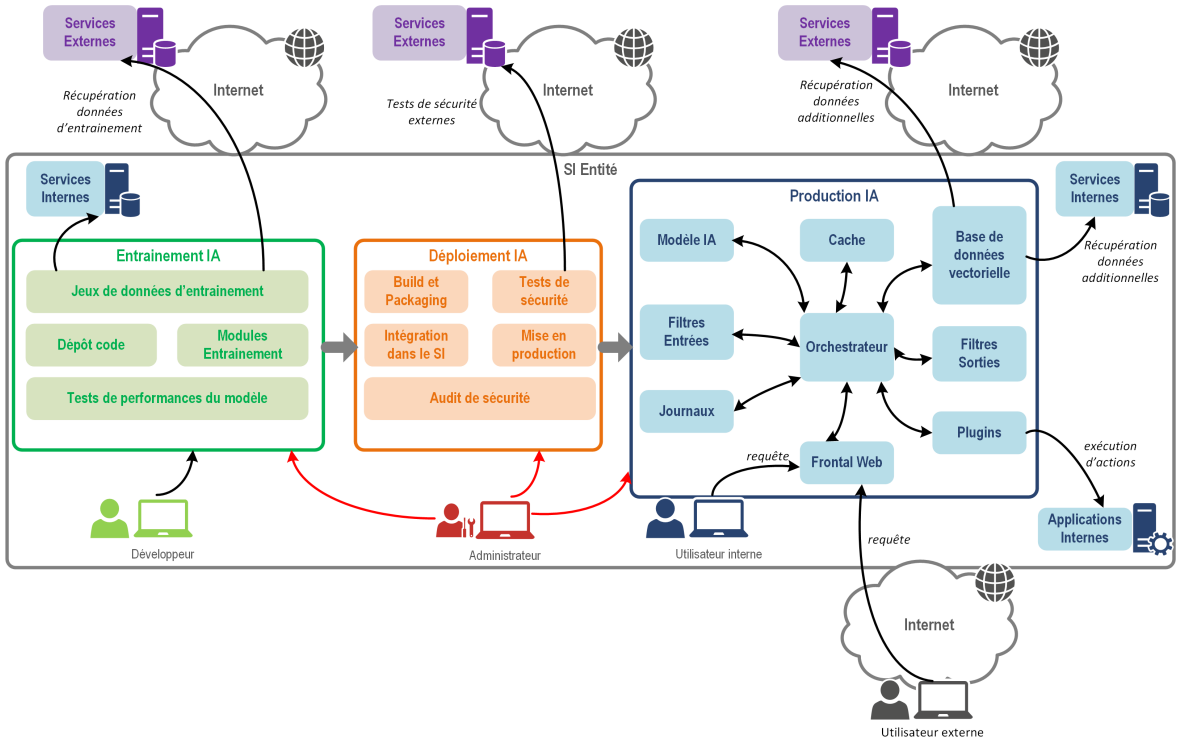 Services
Externes
Internet
Récupération
données
d'entrainement
Services
Externes
Internet
Tests de sécurité
externes
Services
Externes
Internet
Récupération
données
additionnelles
SI Entité
Services
Internes
Entrainement IA
Jeux de données d'entrainement
Dépôt code
Modules
Entrainement
Tests de performances du modèle
Déploiement IA
Build et
Packaging
Tests de
sécurité
Intégration
dans le SI
Mise en
production
Audit de sécurité
Production IA
Modèle IA
Cache
Base de
données
vectorielle
Filtres
Entrées
Orchestrateur
Filtres
Sorties
Journaux
Plugins
Frontal Web
requête
Services
Internes
Récupération
données
additionnelles
exécution
d'actions
Applications
Internes
Développeur
Administrateur
Utilisateur interne
requête
Internet
Utilisateur externe